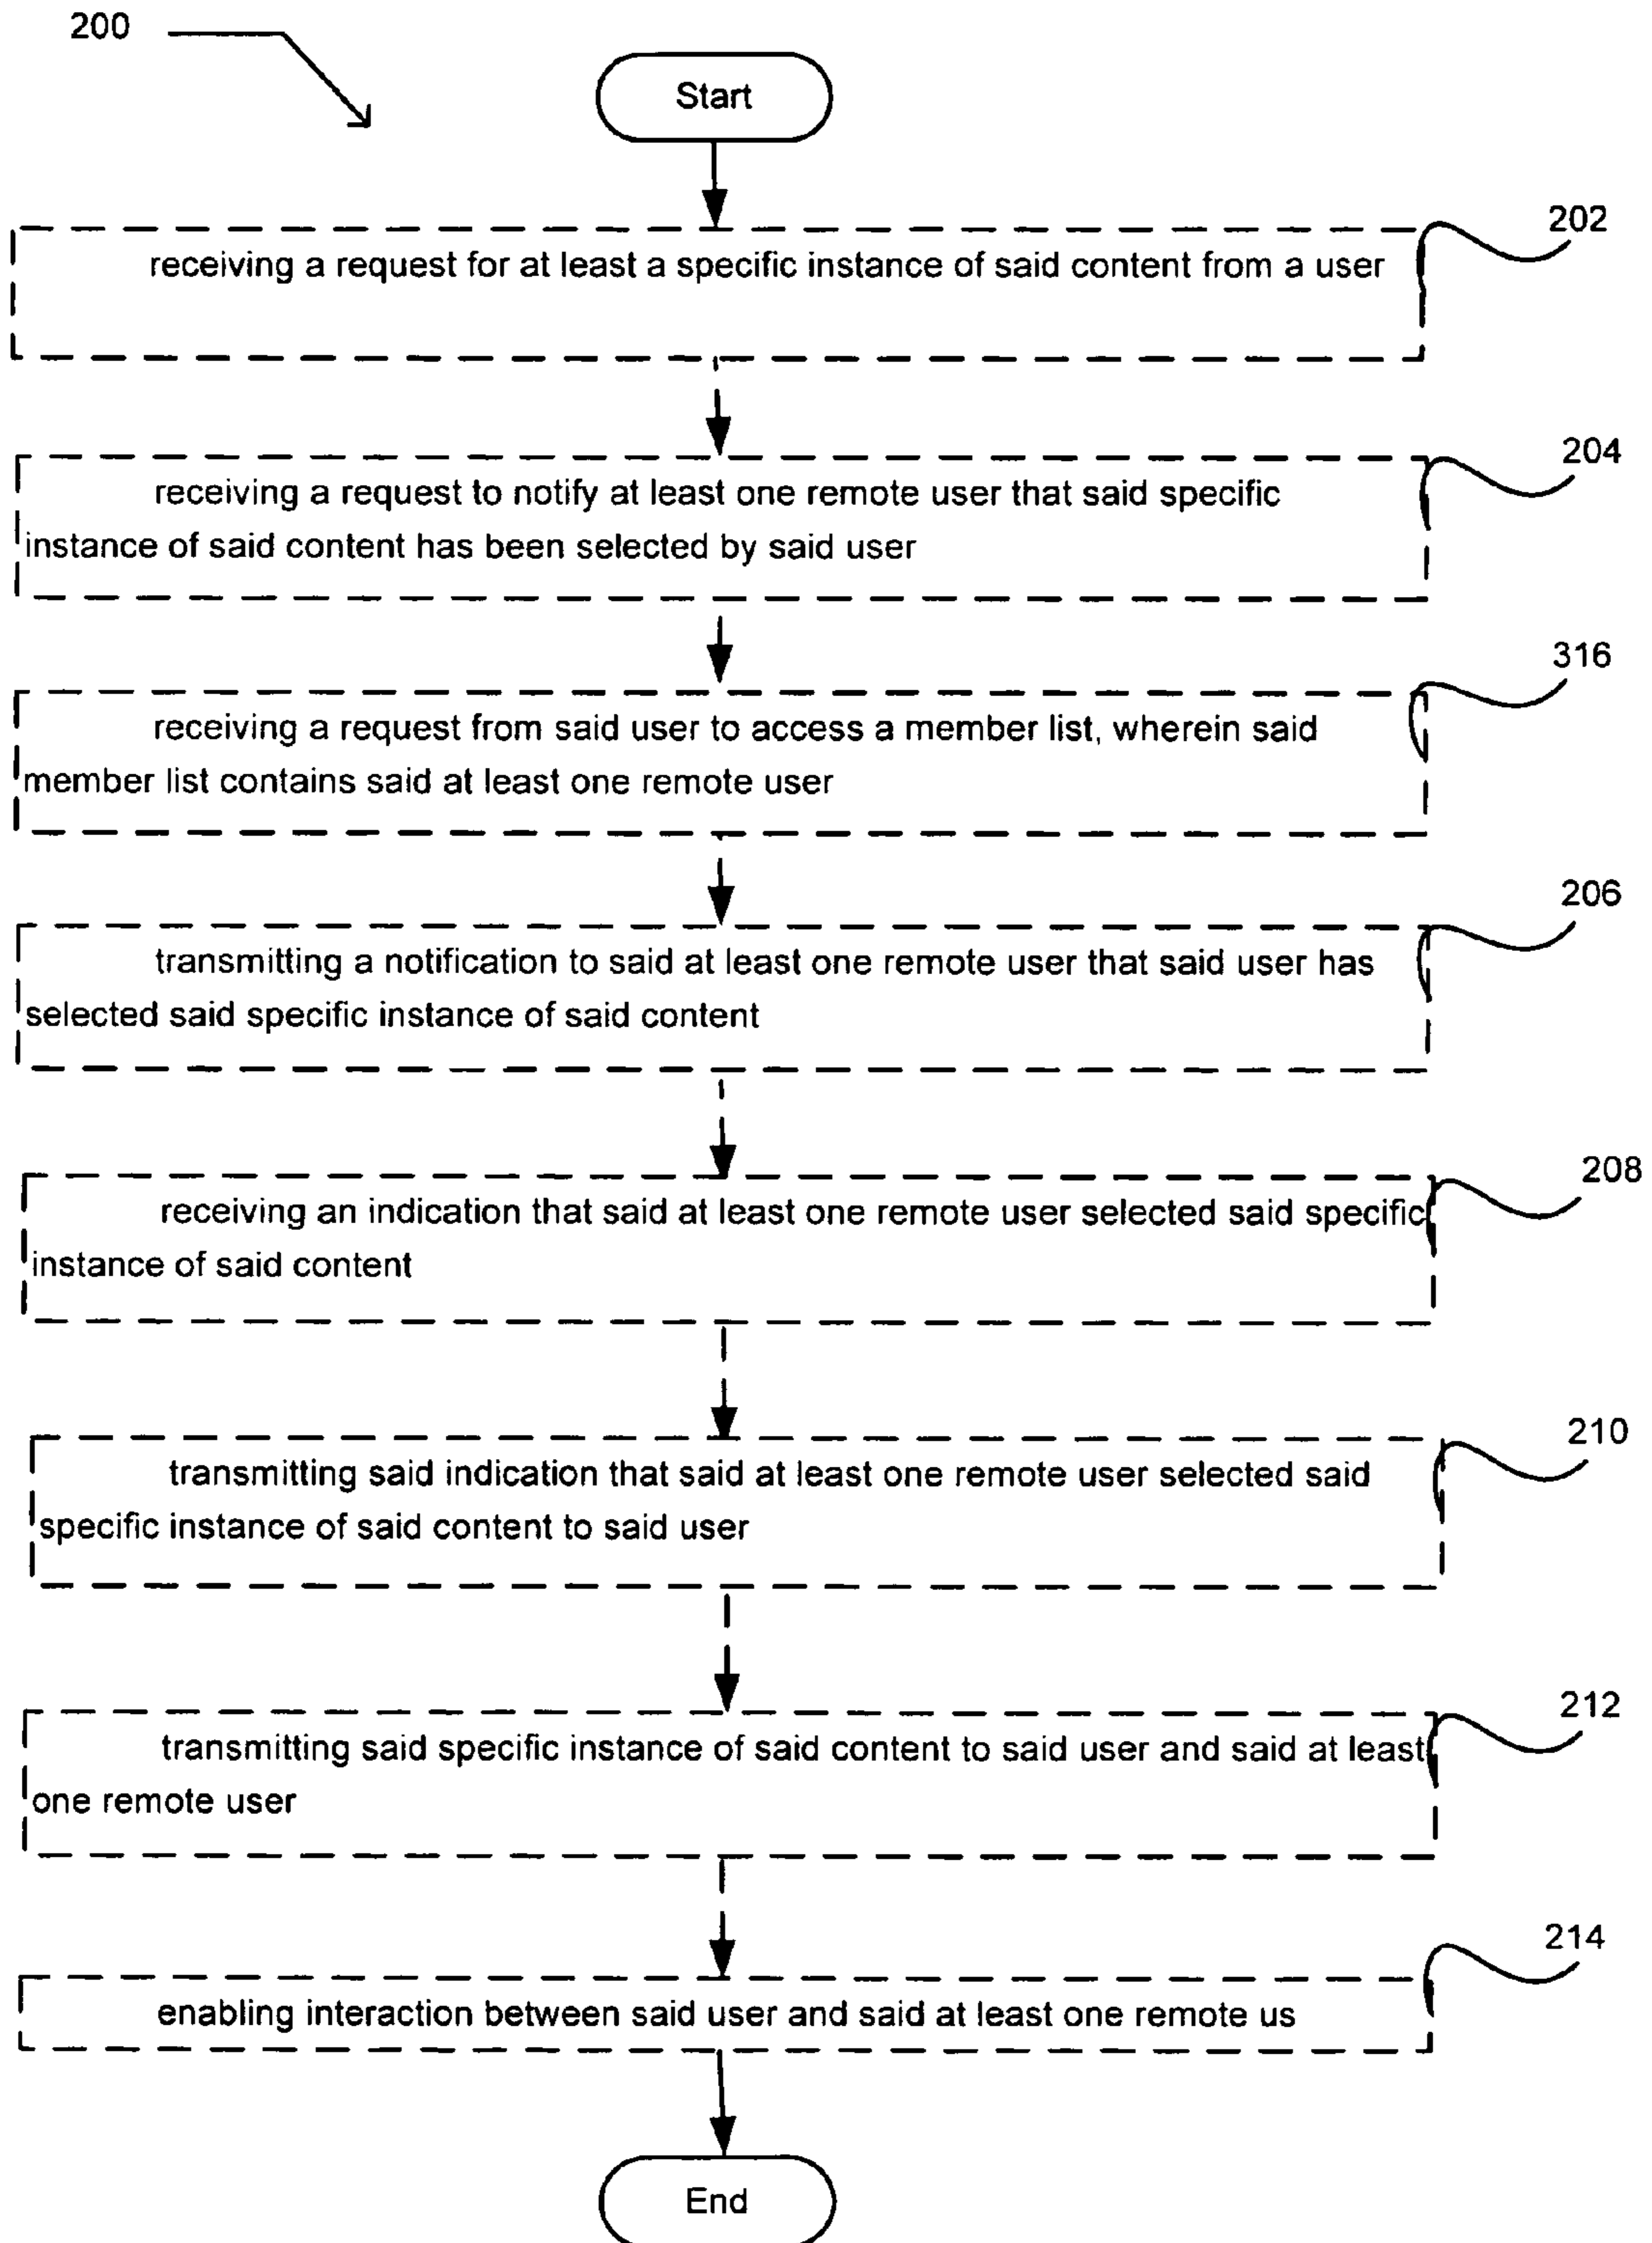 200
Start
202
receiving a request for at least a specific instance of said content from a user
204
receiving a request to notify at least one remote user that said specific
instance of said content has been selected by said user
316
receiving a request from said user to access a member list, wherein said
member list contains said at least one remote user
206
transmitting a notification to said at least one remote user that said user has
selected said specific instance of said content
208
receiving an indication that said at least one remote user selected said specific
instance of said content
210
transmitting said indication that said at least one remote user selected said
specific instance of said content to said user
212
transmitting said specific instance of said content to said user and said at least
one remote user
214
enabling interaction between said user and said at least one remote us
End